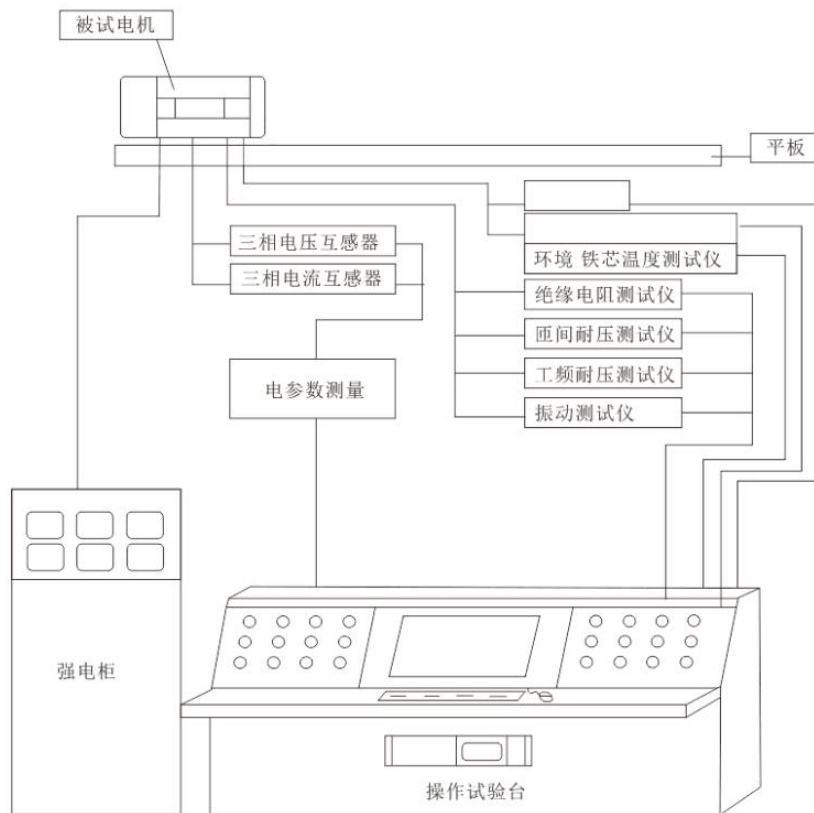 被试电机
平板
三相电压互感器
环境 铁芯温度测试仪
三相电流互感器
绝缘电阻测试仪
匝间耐压测试仪
电参数测量
工频耐压测试仪
振动测试仪
强电柜
操作试验台